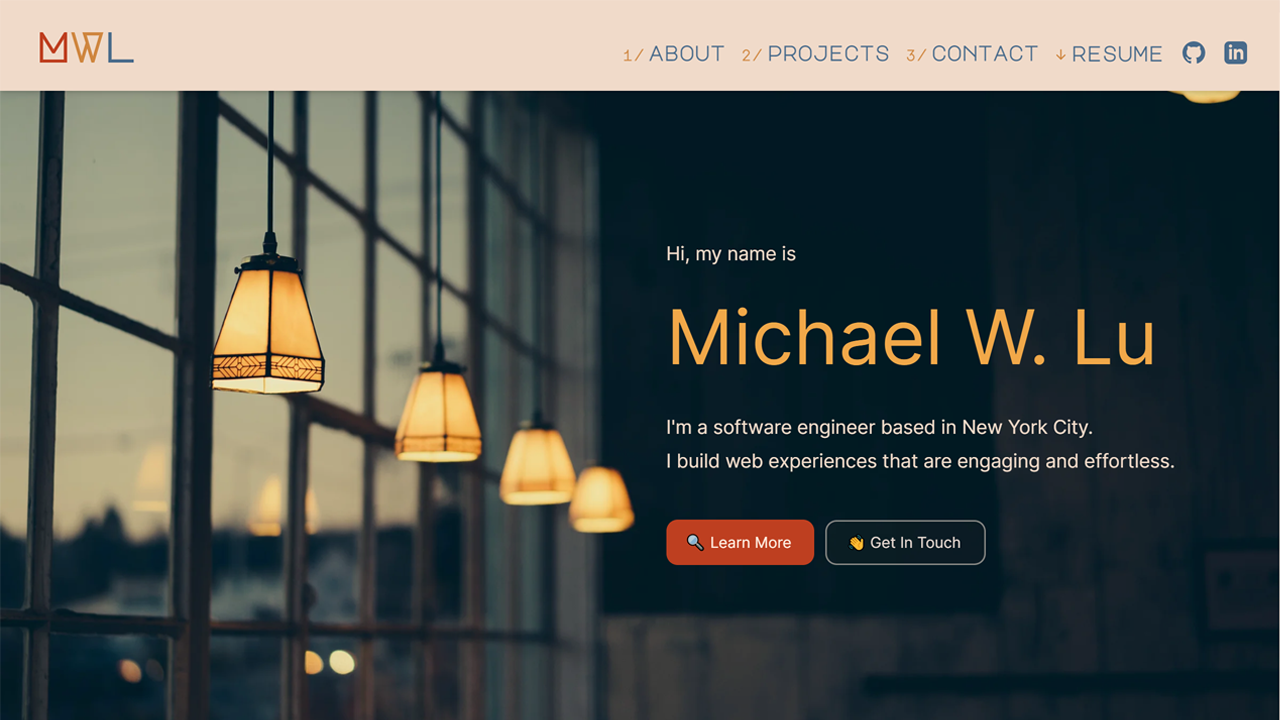 MWL
1/ ABOUT 2/ PROJECTS 3/ CONTACT ↓ RESUME in
Hi, my name is
Michael W. Lu
I'm a software engineer based in New York City.
I build web experiences that are engaging and effortless.
🔍 Learn More 👏 Get In Touch